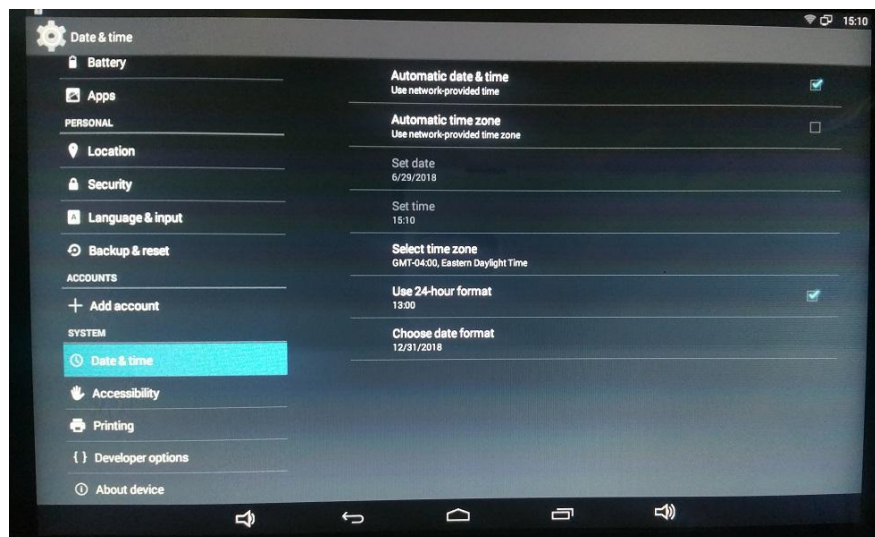 15:10
Date & time
Battery
Apps
PERSONAL
Location
Security
A Language & input
Backup & reset
ACCOUNTS
Add account
SYSTEM
Date & time
Accessibility
Printing
{ } Developer options
About device
Automatic date & time
Use network-provided time
Automatic time zone
Use network-provided time zone
Set date
6/29/2018
Set time
15:10
Select time zone
GMT-04:00, Eastern Daylight Time
Use 24-hour format
13:00
Choose date format
12/31/2018